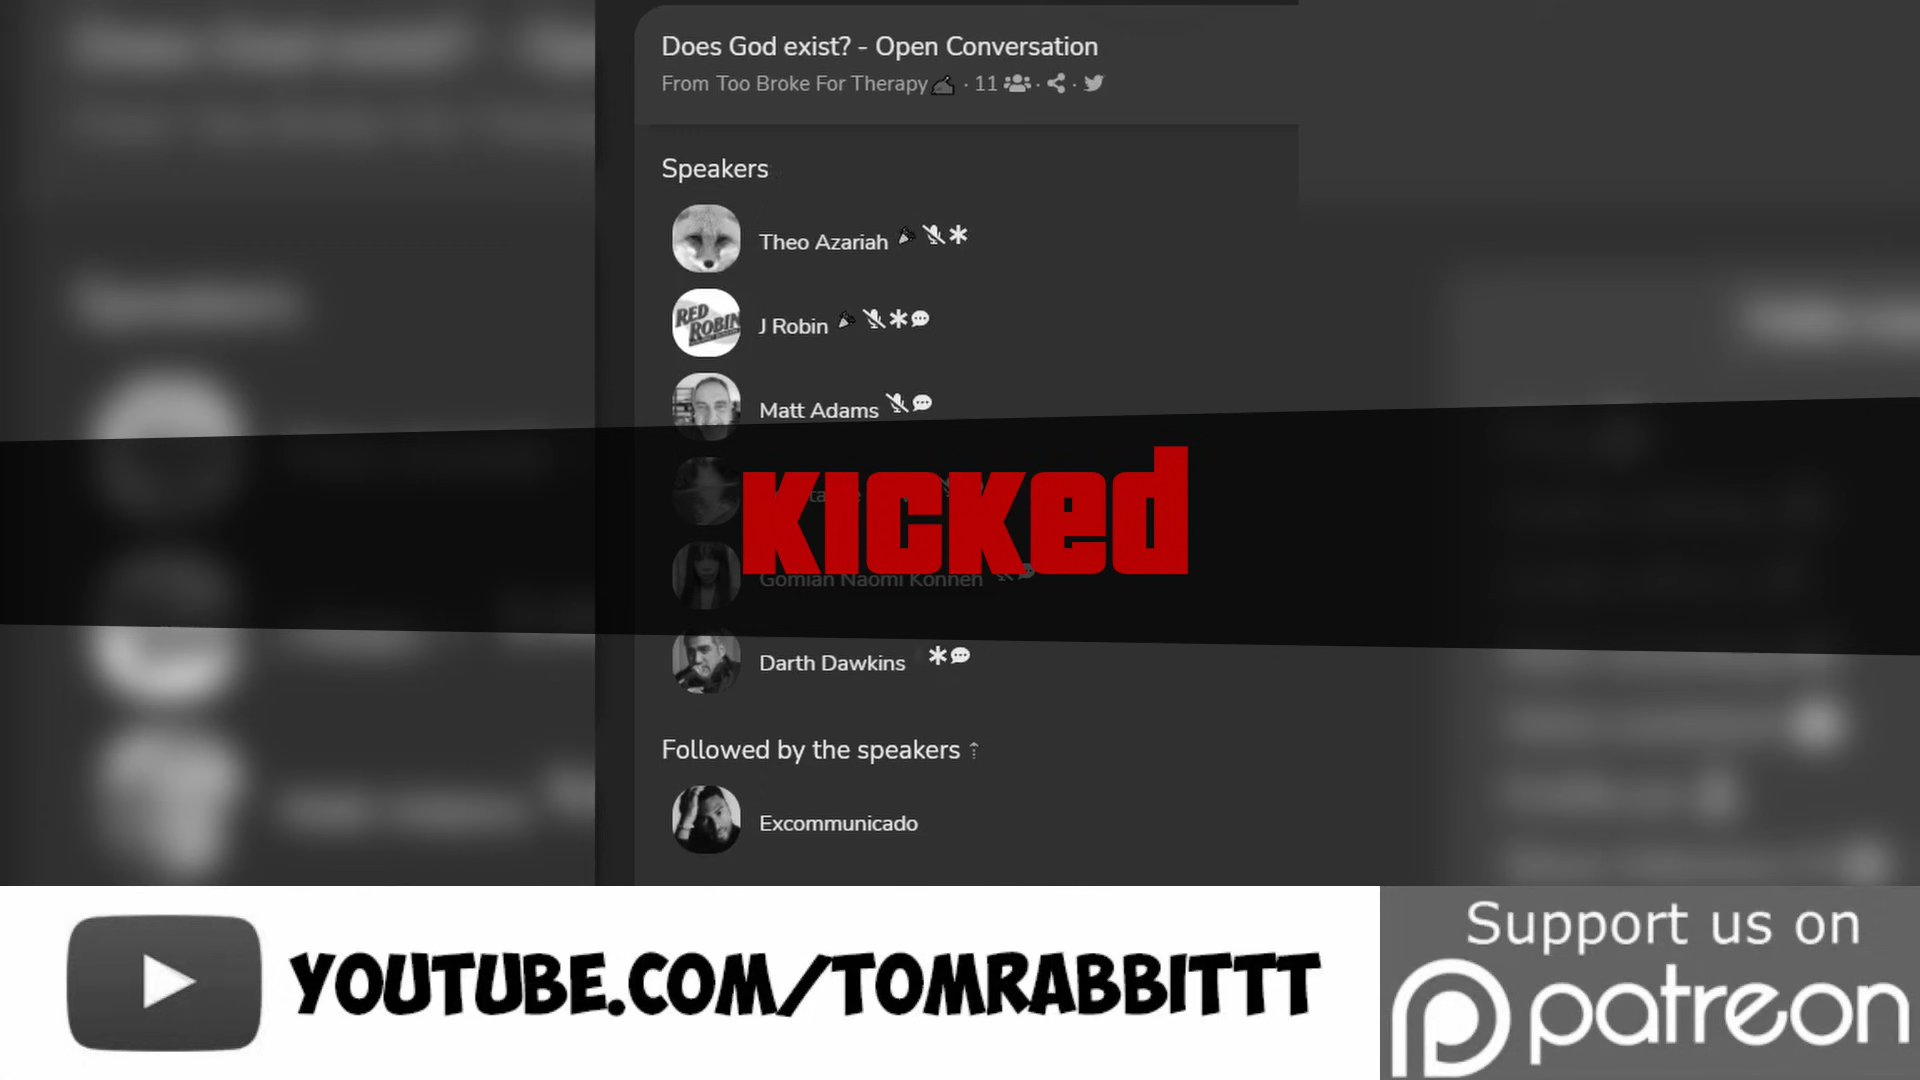 Does God exist? - Open Conversation
From Too Broke For Therapy · 11 · ·
Speakers
Theo Azariah
J Robin
RED ROBIN
Matt Adams
kicked
Gomian Naomi Konneh
Darth Dawkins
Followed by the speakers
Excommunicado
YOUTUBE.COM/TOMRABBITTT
Support us on
patreon